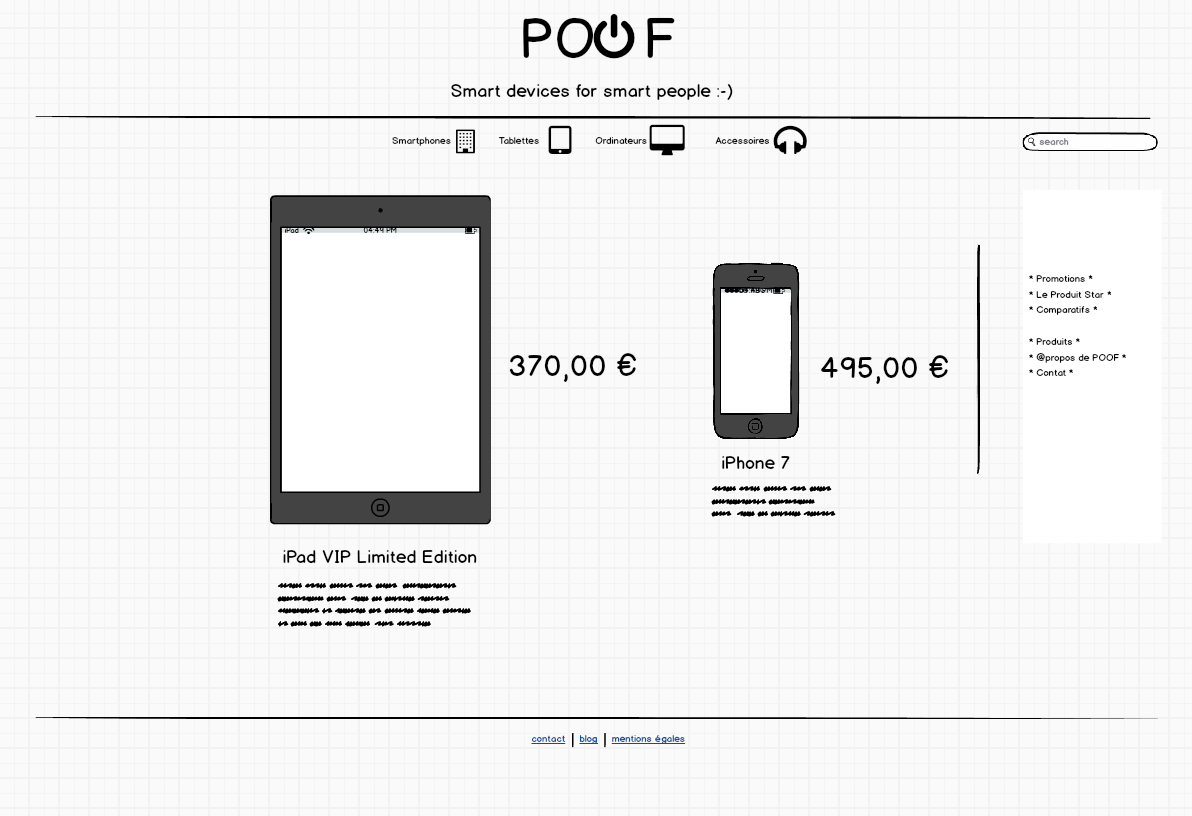 POOF
Smart devices for smart people :-)
Smartphones
Tablettes
Ordinateurs
Accessoires
search
iPad
04:49 PM
370,00 €
495,00 €
* Promotions *
* Le Produit Star *
* Comparatifs *
* Produits *
* @propos de POOF *
* Contat *
iPhone 7
iPad VIP Limited Edition
contact | blog | mentions égales